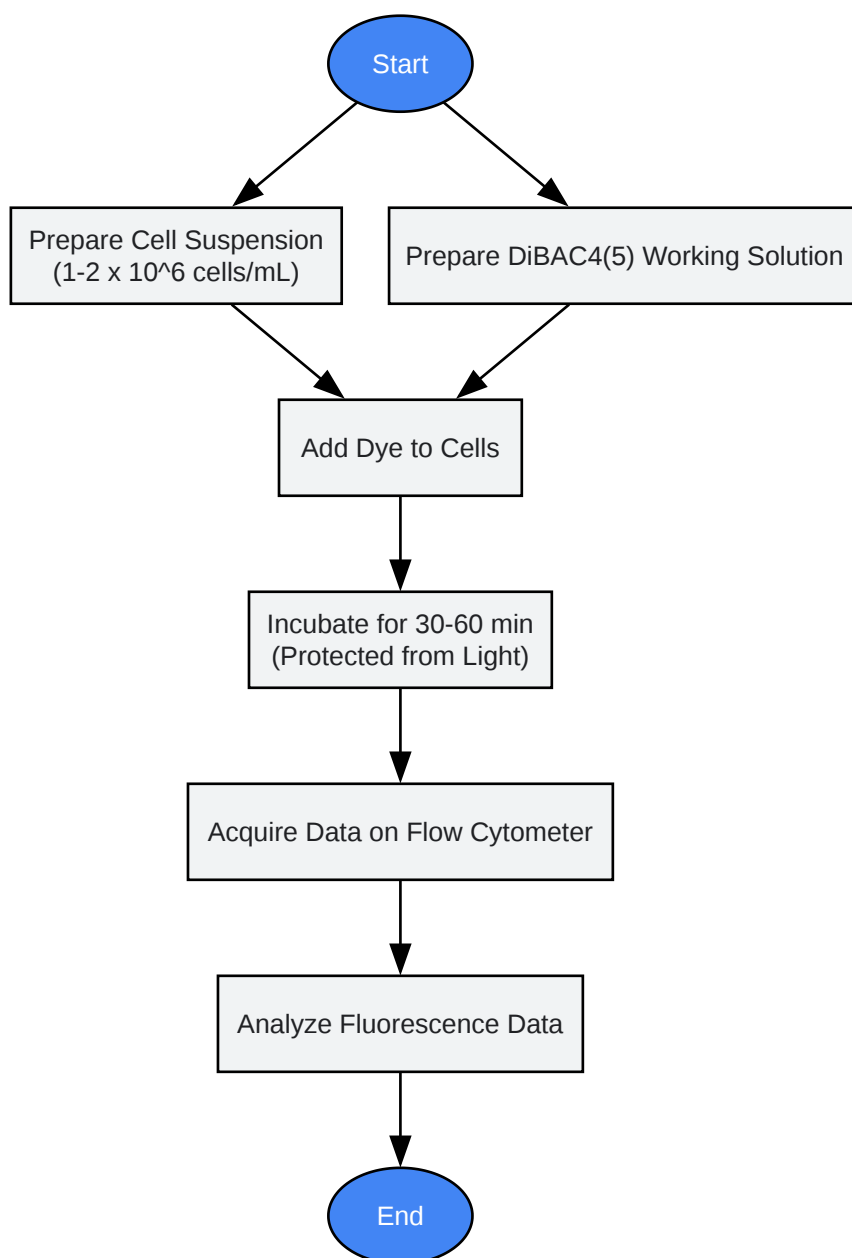 Start
Prepare Cell Suspension
(1-2 x 10^6 cells/mL)
Prepare DiBAC4(5) Working Solution
Add Dye to Cells
Incubate for 30-60 min
(Protected from Light)
Acquire Data on Flow Cytometer
Analyze Fluorescence Data
End